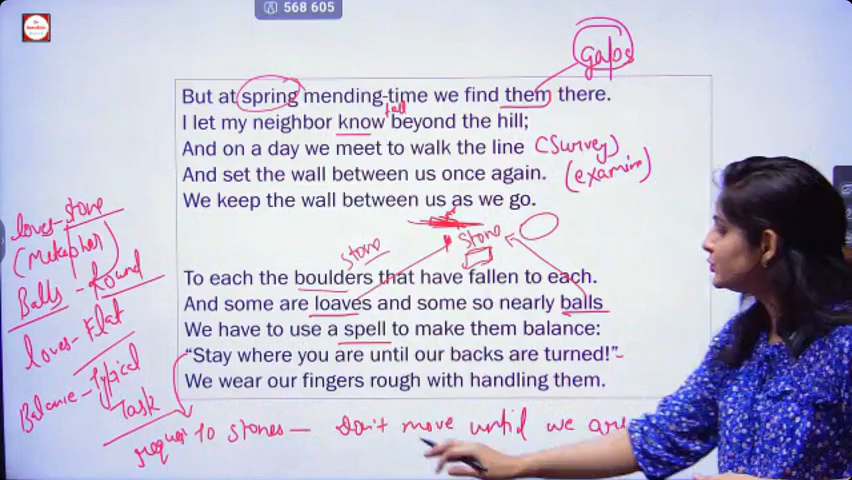 568 605
gaps
But at spring mending-time we find them there.
tell
I let my neighbor know beyond the hill;
And on a day we meet to walk the line (Survey)
And set the wall between us once again. (examine)
We keep the wall between us as we go.
stone
stone
To each the boulders that have fallen to each.
And some are loaves and some so nearly balls
We have to use a spell to make them balance:
“Stay where you are until our backs are turned!”
We wear our fingers rough with handling them.
loves-stone
(Metapher)
Balls - Round
loves-Flat
Balance - Typical
Task
to stones — Don't move until we are